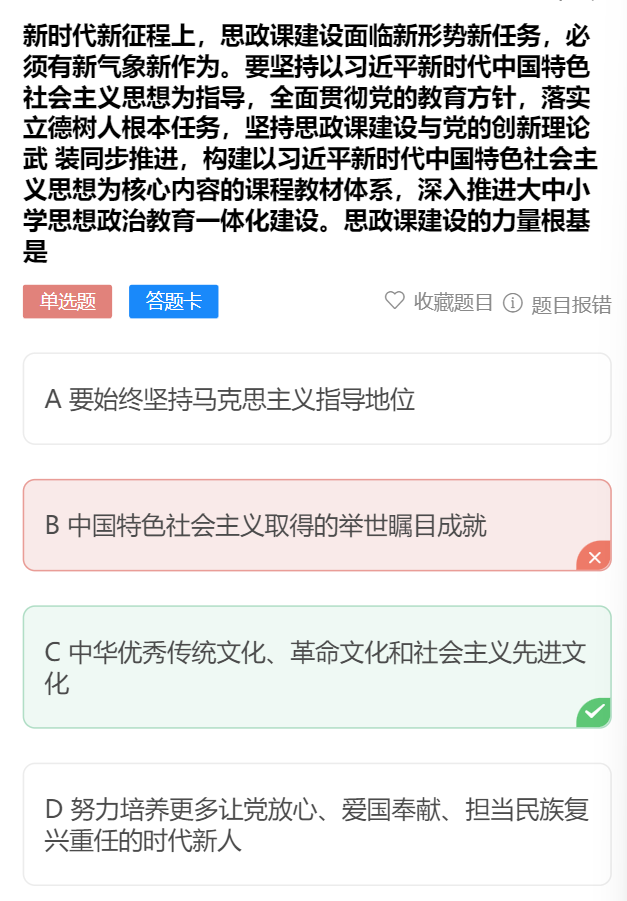 新时代新征程上，思政课建设面临新形势新任务，必
须有新气象新作为。要坚持以习近平新时代中国特色
社会主义思想为指导，全面贯彻党的教育方针，落实
立德树人根本任务，坚持思政课建设与党的创新理论
武 装同步推进，构建以习近平新时代中国特色社会主
义思想为核心内容的课程教材体系，深入推进大中小
学思想政治教育一体化建设。思政课建设的力量根基
是
单选题 答题卡 收藏题目 题目报错
A 要始终坚持马克思主义指导地位
B 中国特色社会主义取得的举世瞩目成就
C 中华优秀传统文化、革命文化和社会主义先进文
化
D 努力培养更多让党放心、爱国奉献、担当民族复
兴重任的时代新人